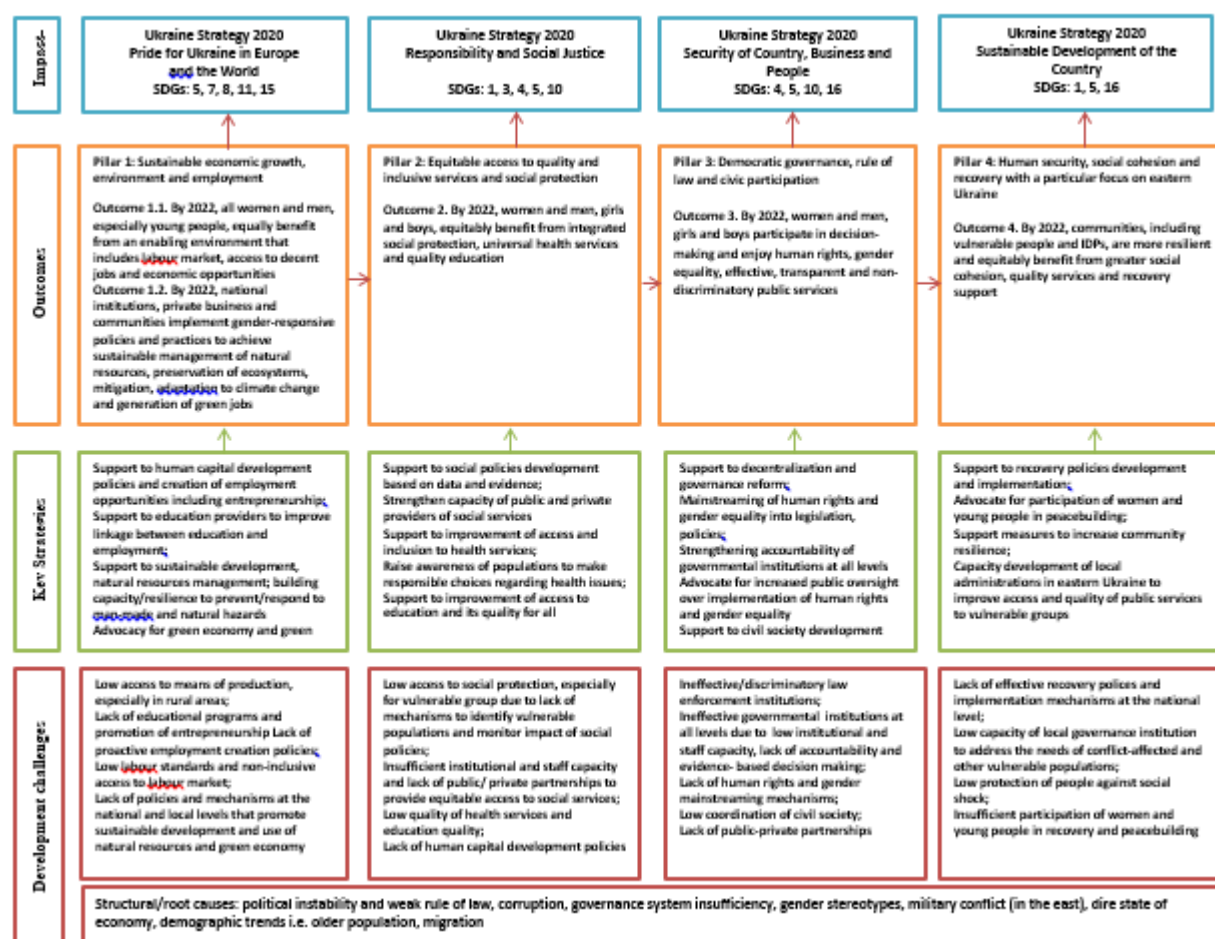 Impact-
Ukraine Strategy 2020
Pride for Ukraine in Europe
and the World
SDGs: 5, 7, 8, 11, 15
Ukraine Strategy 2020
Responsibility and Social Justice
SDGs: 1, 3, 4, 5, 10
Ukraine Strategy 2020
Security of Country, Business and
People
SDGs: 4, 5, 10, 16
Ukraine Strategy 2020
Sustainable Development of the
Country
SDGs: 1, 5, 16
Outcomes
Pillar 1: Sustainable economic growth,
environment and employment
Outcome 1.1. By 2022, all women and men,
especially young people, equally benefit
from an enabling environment that
includes labour market, access to decent
jobs and economic opportunities
Outcome 1.2. By 2022, national
institutions, private business and
communities implement gender-responsive
policies and practices to achieve
sustainable management of natural
resources, preservation of ecosystems,
mitigation, adaptation to climate change
and generation of green jobs
Pillar 2: Equitable access to quality and
inclusive services and social protection
Outcome 2. By 2022, women and men, girls
and boys, equitably benefit from integrated
social protection, universal health services
and quality education
Pillar 3: Democratic governance, rule of
law and civic participation
Outcome 3. By 2022, women and men,
girls and boys participate in decision-
making and enjoy human rights, gender
equality, effective, transparent and non-
discriminatory public services
Pillar 4: Human security, social cohesion and
recovery with a particular focus on eastern
Ukraine
Outcome 4. By 2022, communities, including
vulnerable people and IDPs, are more resilient
and equitably benefit from greater social
cohesion, quality services and recovery
support
Key Strategies
Support to human capital development
policies and creation of employment
opportunities including entrepreneurship;
Support to education providers to improve
linkage between education and
employment;
Support to sustainable development,
natural resources management; building
capacity/resilience to prevent/respond to
man-made and natural hazards
Advocacy for green economy and green
Support to social policies development
based on data and evidence;
Strengthen capacity of public and private
providers of social services
Support to improvement of access and
inclusion to health services;
Raise awareness of populations to make
responsible choices regarding health issues;
Support to improvement of access to
education and its quality for all
Support to decentralization and
governance reform;
Mainstreaming of human rights and
gender equality into legislation,
policies;
Strengthening accountability of
governmental institutions at all levels
Advocate for increased public oversight
over implementation of human rights
and gender equality
Support to civil society development
Support to recovery policies development
and implementation;
Advocate for participation of women and
young people in peacebuilding;
Support measures to increase community
resilience;
Capacity development of local
administrations in eastern Ukraine to
improve access and quality of public services
to vulnerable groups
Development challenges
Low access to means of production,
especially in rural areas;
Lack of educational programs and
promotion of entrepreneurship Lack of
proactive employment creation policies;
Low labour standards and non-inclusive
access to labour market;
Lack of policies and mechanisms at the
national and local levels that promote
sustainable development and use of
natural resources and green economy
Low access to social protection, especially
for vulnerable group due to lack of
mechanisms to identify vulnerable
populations and monitor impact of social
policies;
Insufficient institutional and staff capacity
and lack of public/ private partnerships to
provide equitable access to social services;
Low quality of health services and
education quality;
Lack of human capital development policies
Ineffective/discriminatory law
enforcement institutions;
Ineffective governmental institutions at
all levels due to low institutional and
staff capacity, lack of accountability and
evidence- based decision making;
Lack of human rights and gender
mainstreaming mechanisms;
Low coordination of civil society;
Lack of public-private partnerships
Lack of effective recovery polices and
implementation mechanisms at the national
level;
Low capacity of local governance institution
to address the needs of conflict-affected and
other vulnerable populations;
Low protection of people against social
shock;
Insufficient participation of women and
young people in recovery and peacebuilding
Structural/root causes: political instability and weak rule of law, corruption, governance system insufficiency, gender stereotypes, military conflict (in the east), dire state of
economy, demographic trends i.e. older population, migration